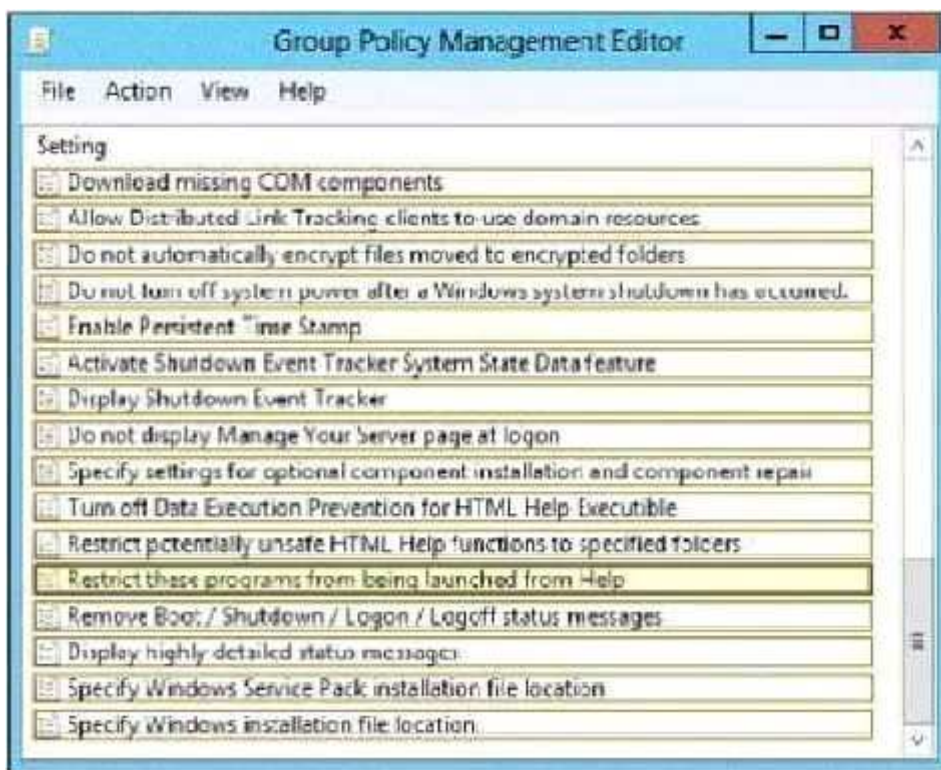 Group Policy Management Editor
File Action View Help
Setting
Download missing COM components
Allow Distributed Link Tracking clients to use domain resources
Do not automatically encrypt files moved to encrypted folders
Do not turn off system power after a Windows system shutdown has occurred.
Enable Persistent Time Stamp
Activate Shutdown Event Tracker System State Data feature
Display Shutdown Event Tracker
Do not display Manage Your Server page at logon
Specify settings for optional component installation and component repair
Turn off Data Execution Prevention for HTML Help Executible
Restrict potentially unsafe HTML Help functions to specified folders
Restrict these programs from being launched from Help
Remove Boot / Shutdown / Logon / Logoff status messages
Display highly detailed status messages
Specify Windows Service Pack installation file location
Specify Windows installation file location